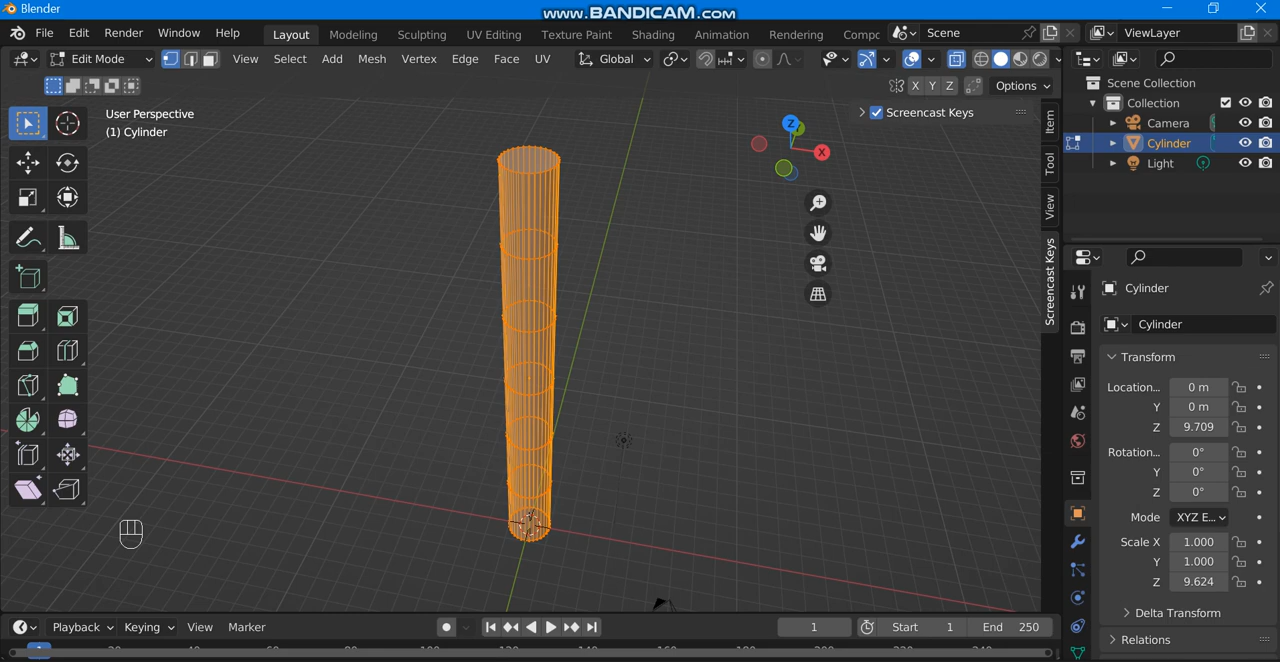 Blender
www.BANDICAM.com
File Edit Render Window Help Layout Modeling Sculpting UV Editing Texture Paint Shading Animation Rendering Compc Scene ViewLayer
Edit Mode View Select Add Mesh Vertex Edge Face UV Global
X Y Z Options
User Perspective
(1) Cylinder
Screencast Keys
Z
X
Item
Tool
View
Screencast Keys
Scene Collection
Collection
Camera
Cylinder
Light
Cylinder
Cylinder
Transform
Location... 0 m
Y 0 m
Z 9.709
Rotation... 0°
Y 0°
Z 0°
Mode XYZ E...
Scale X 1.000
Y 1.000
Z 9.624
Delta Transform
Relations
Playback Keying View Marker 1 Start 1 End 250
1